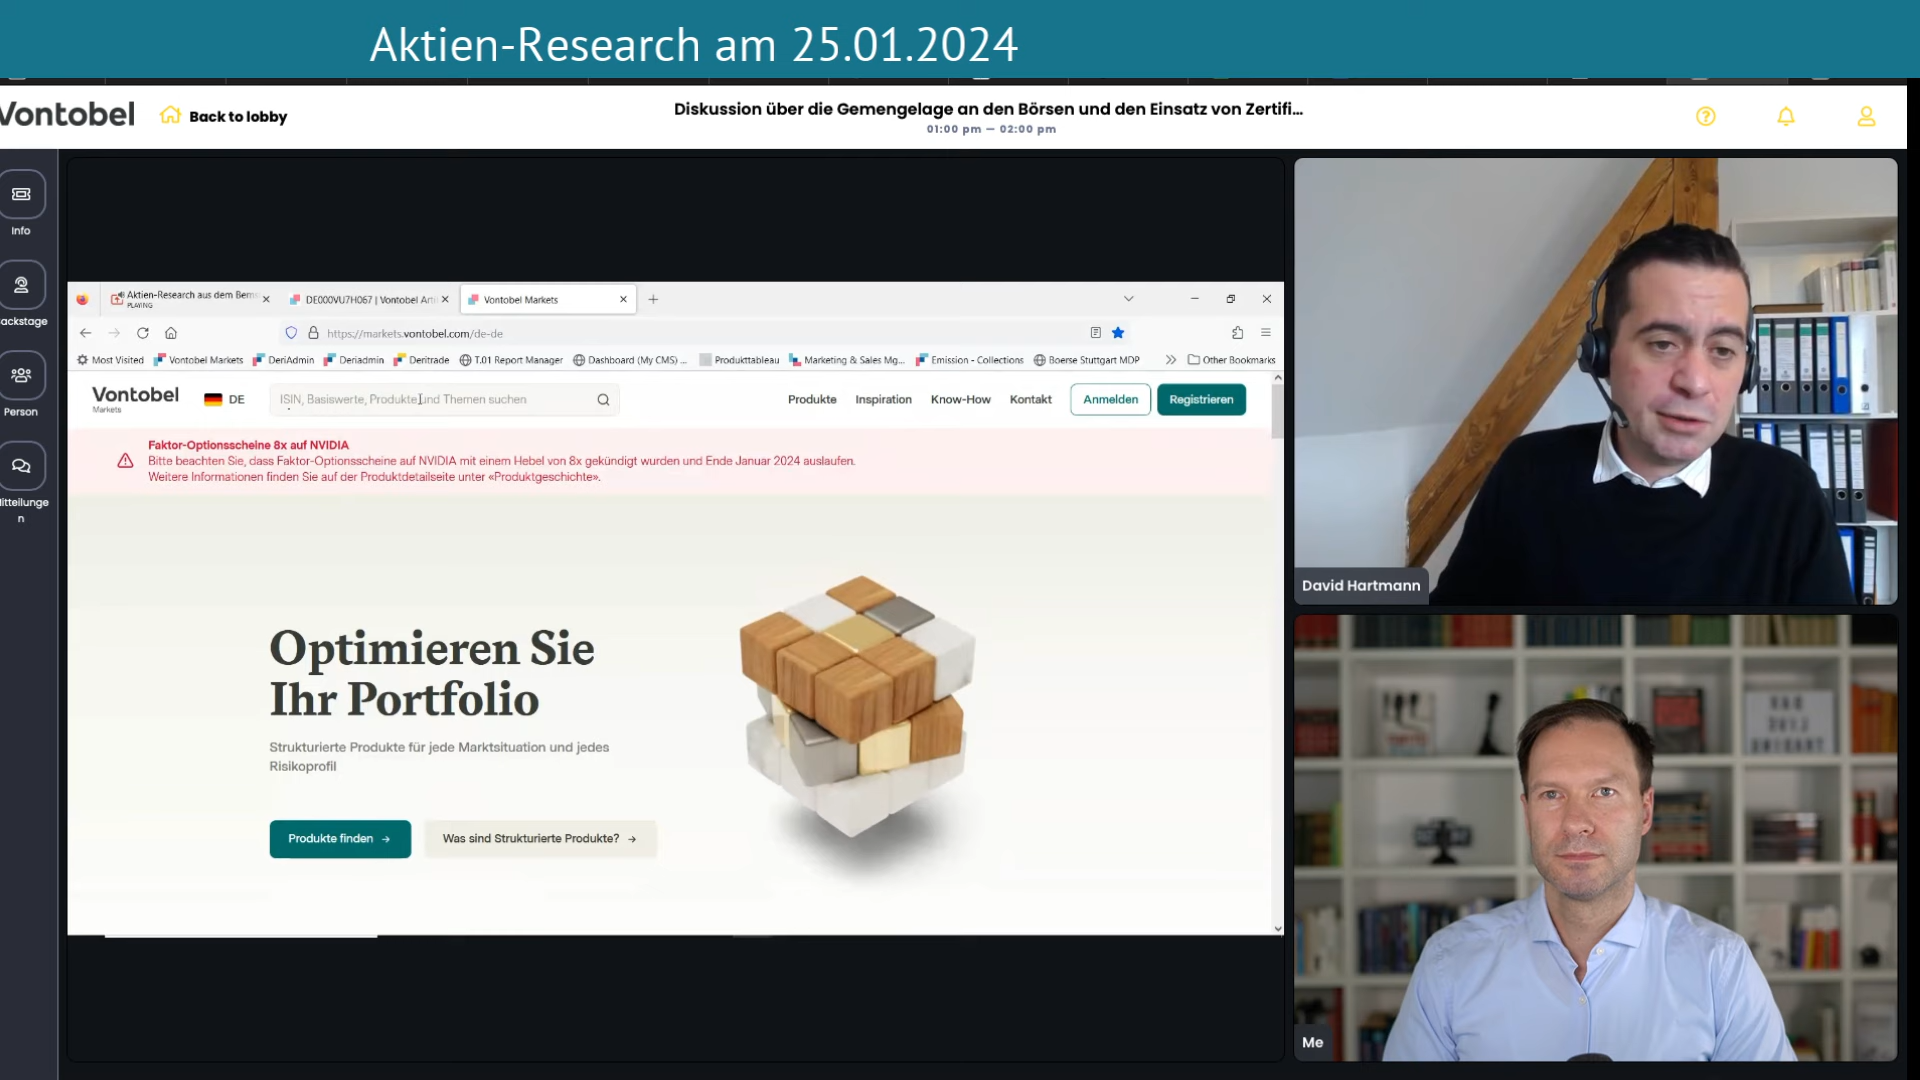 Aktien-Research am 25.01.2024
Vontobel
Back to lobby
Diskussion über die Gemengelage an den Börsen und den Einsatz von Zertifi...
01:00 pm — 02:00 pm
Info
ackstage
Person
litteilunge
n
Aktien-Research aus dem Bern
PLAYING
DE000VU7H067 | Vontobel Arti
Vontobel Markets
https://markets.vontobel.com/de-de
Most Visited
Vontobel Markets
DeriAdmin
Deriadmin
Deritrade
T.01 Report Manager
Dashboard (My CMS) ...
Produkttableau
Marketing & Sales Mg...
Emission - Collections
Boerse Stuttgart MDP
Other Bookmarks
Vontobel
Markets
DE
ISIN, Basiswerte, Produkte und Themen suchen
Produkte
Inspiration
Know-How
Kontakt
Anmelden
Registrieren
Faktor-Optionsscheine 8x auf NVIDIA
Bitte beachten Sie, dass Faktor-Optionsscheine auf NVIDIA mit einem Hebel von 8x gekündigt wurden und Ende Januar 2024 auslaufen.
Weitere Informationen finden Sie auf der Produktdetailseite unter «Produktgeschichte».
Optimieren Sie
Ihr Portfolio
Strukturierte Produkte für jede Marktsituation und jedes
Risikoprofil
Produkte finden →
Was sind Strukturierte Produkte? →
David Hartmann
Me